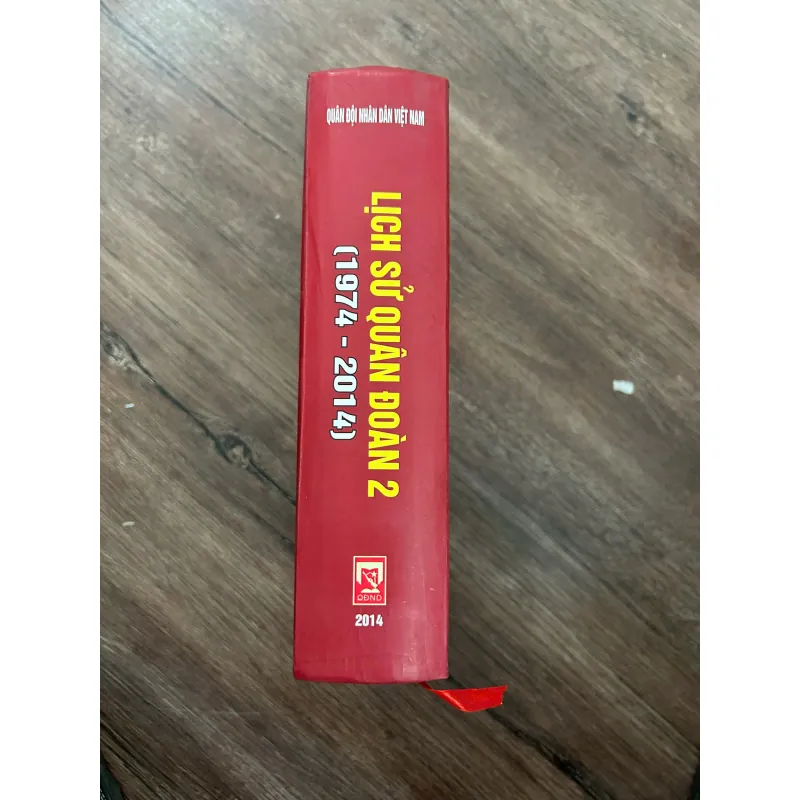 QUÂN ĐỘI NHÂN DÂN VIỆT NAM
LỊCH SỬ QUÂN ĐOÀN 2
(1974 - 2014)
QĐND
2014